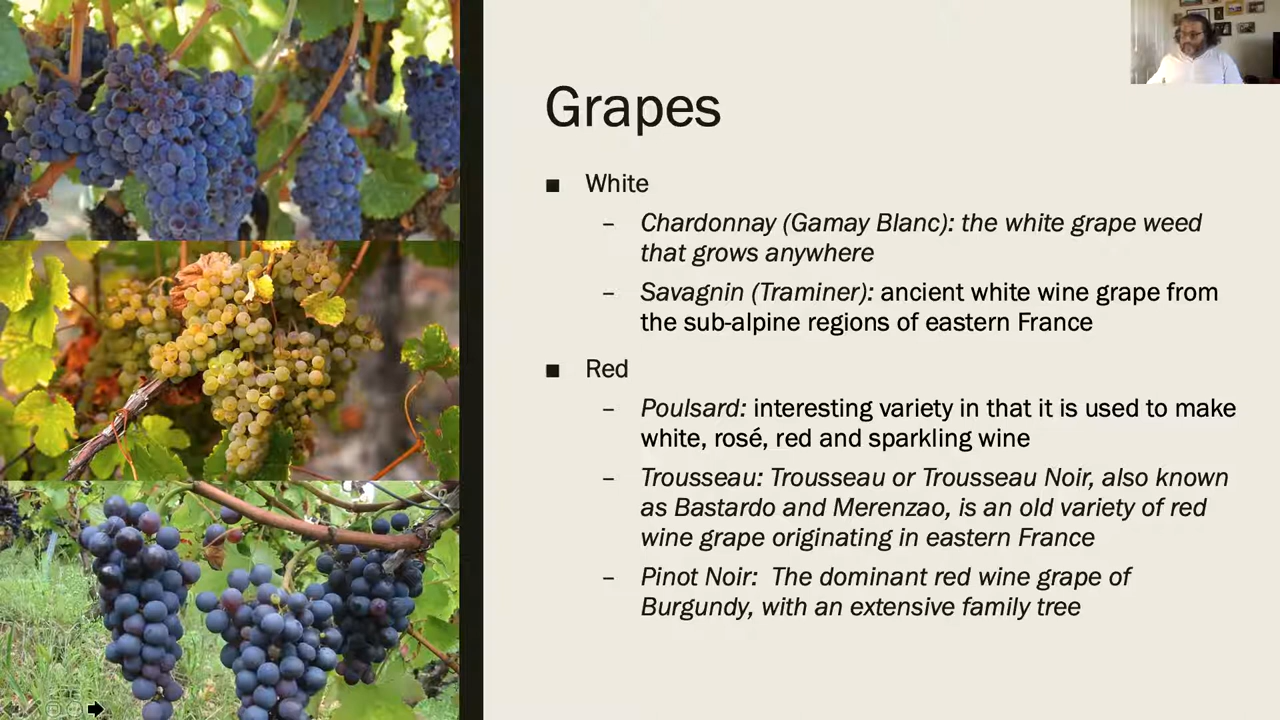 Grapes
White
– Chardonnay (Gamay Blanc): the white grape weed
that grows anywhere
– Savagnin (Traminer): ancient white wine grape from
the sub-alpine regions of eastern France
Red
– Poulsard: interesting variety in that it is used to make
white, rosé, red and sparkling wine
– Trousseau: Trousseau or Trousseau Noir, also known
as Bastardo and Merenzao, is an old variety of red
wine grape originating in eastern France
– Pinot Noir:  The dominant red wine grape of
Burgundy, with an extensive family tree